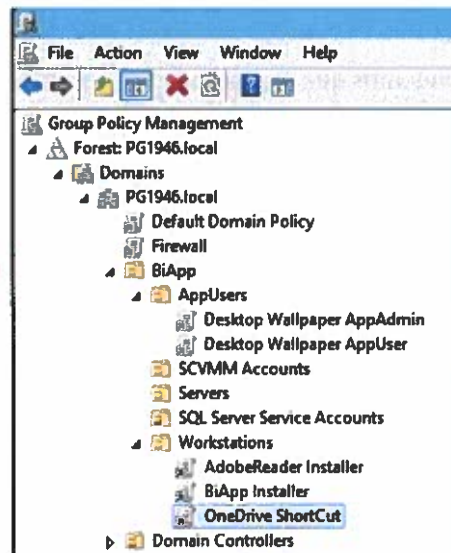 File Action View Window Help
Group Policy Management
Forest: PG1946.local
Domains
PG1946.local
Default Domain Policy
Firewall
BiApp
AppUsers
Desktop Wallpaper AppAdmin
Desktop Wallpaper AppUser
SCVMM Accounts
Servers
SQL Server Service Accounts
Workstations
AdobeReader Installer
BiApp Installer
OneDrive ShortCut
Domain Controllers